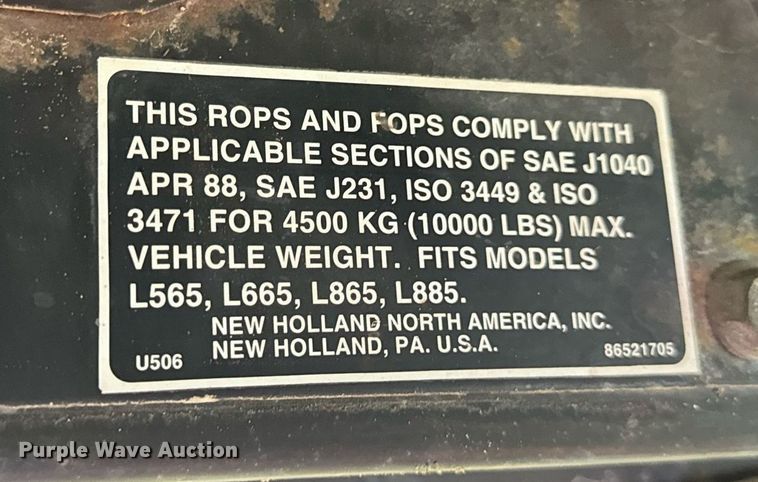 THIS ROPS AND FOPS COMPLY WITH
APPLICABLE SECTIONS OF SAE J1040
APR 88, SAE J231, ISO 3449 & ISO
3471 FOR 4500 KG (10000 LBS) MAX.
VEHICLE WEIGHT. FITS MODELS
L565, L665, L865, L885.
NEW HOLLAND NORTH AMERICA, INC.
U506 NEW HOLLAND, PA. U.S.A. 86521705
Purple Wave Auction